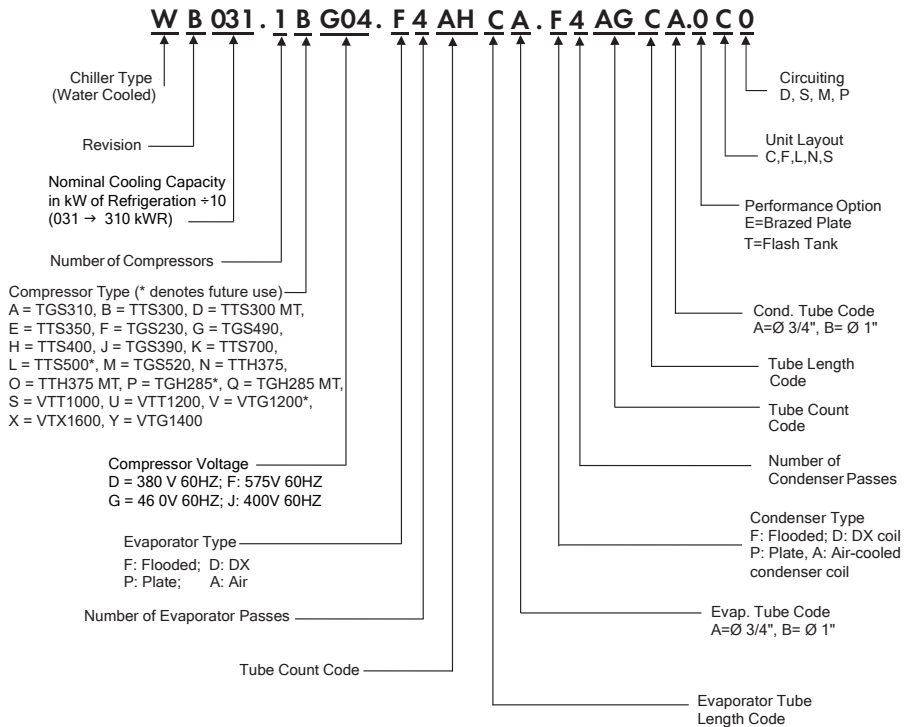 W B 031.1B G04.F4 AH C A.F4 AG C A.0 C 0
Chiller Type
(Water Cooled)
Revision
Nominal Cooling Capacity
in kW of Refrigeration ÷10
(031 → 310 kWR)
Number of Compressors
Compressor Type (* denotes future use)
A = TGS310, B = TTS300, D = TTS300 MT,
E = TTS350, F = TGS230, G = TGS490,
H = TTS400, J = TGS390, K = TTS700,
L = TTS500*, M = TGS520, N = TTH375,
O = TTH375 MT, P = TGH285*, Q = TGH285 MT,
S = VTT1000, U = VTT1200, V = VTG1200*,
X = VTX1600, Y = VTG1400
Compressor Voltage
D = 380 V 60HZ; F: 575V 60HZ
G = 46 0V 60HZ; J: 400V 60HZ
Evaporator Type
F: Flooded; D: DX
P: Plate; A: Air
Number of Evaporator Passes
Tube Count Code
Circuiting
D, S, M, P
Unit Layout
C,F,L,N,S
Performance Option
E=Brazed Plate
T=Flash Tank
Cond. Tube Code
A=Ø 3/4", B= Ø 1"
Tube Length
Code
Tube Count
Code
Number of
Condenser Passes
Condenser Type
F: Flooded; D: DX coil
P: Plate, A: Air-cooled
condenser coil
Evap. Tube Code
A=Ø 3/4", B= Ø 1"
Evaporator Tube
Length Code